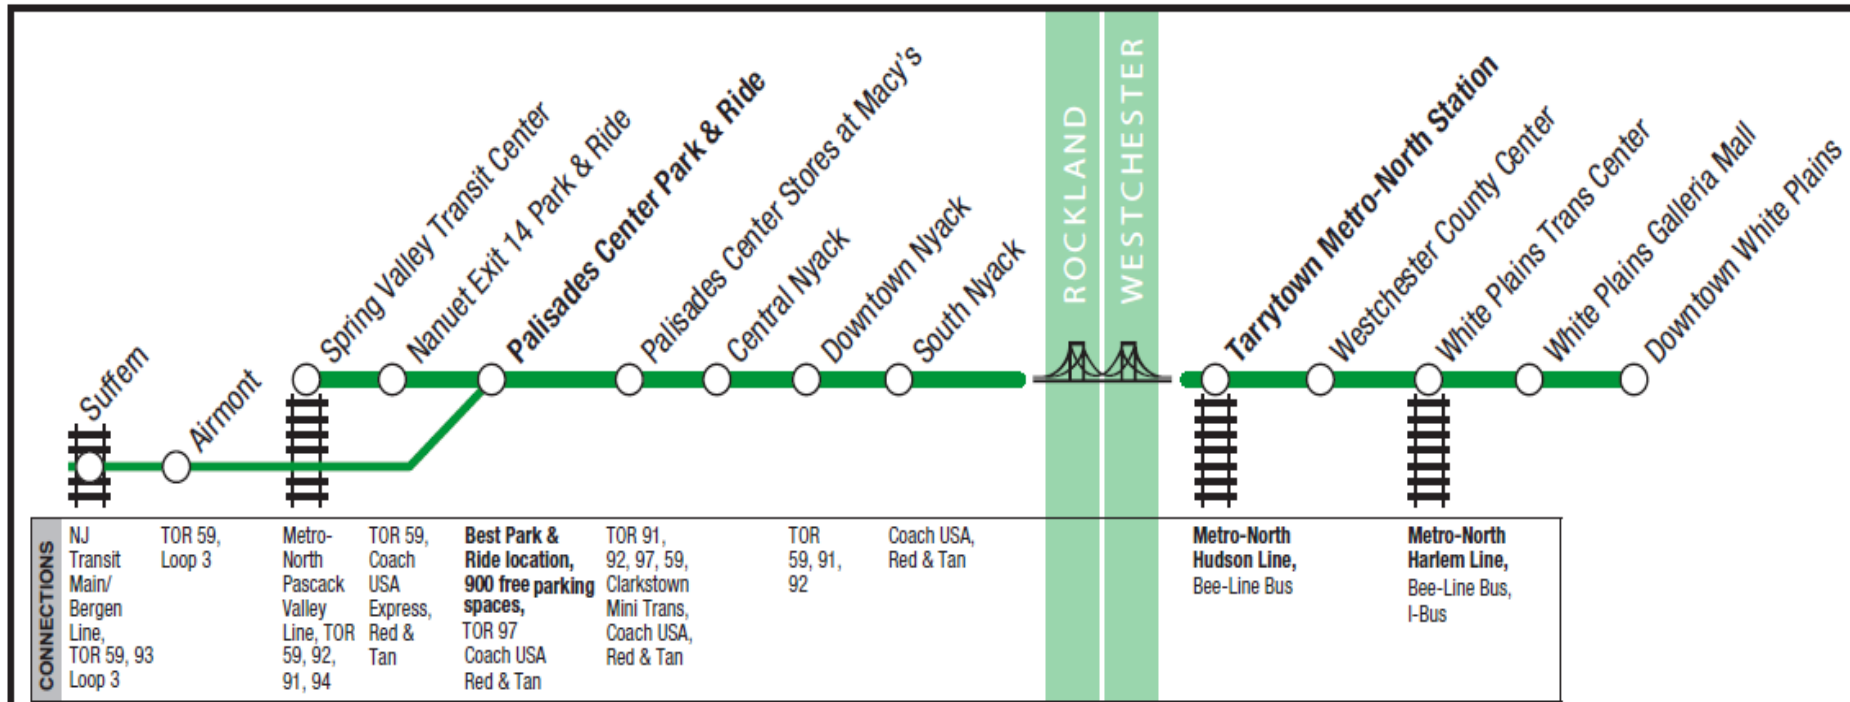 Suffern
Airmont
Spring Valley Transit Center
Nanuet Exit 14 Park & Ride
Palisades Center Park & Ride
Palisades Center Stores at Macy's
Central Nyack
Downtown Nyack
South Nyack
ROCKLAND
WESTCHESTER
Tarrytown Metro-North Station
Westchester County Center
White Plains Trans Center
White Plains Galleria Mall
Downtown White Plains
CONNECTIONS
NJ
Transit
Main/
Bergen
Line,
TOR 59, 93
Loop 3
TOR 59,
Loop 3
Metro-
North
Pascack
Valley
Line, TOR
59, 92,
91, 94
TOR 59,
Coach
USA
Express,
Red &
Tan
Best Park &
Ride location,
900 free parking
spaces,
TOR 97
Coach USA
Red & Tan
TOR 91,
92, 97, 59,
Clarkstown
Mini Trans,
Coach USA,
Red & Tan
TOR
59, 91,
92
Coach USA,
Red & Tan
Metro-North
Hudson Line,
Bee-Line Bus
Metro-North
Harlem Line,
Bee-Line Bus,
I-Bus